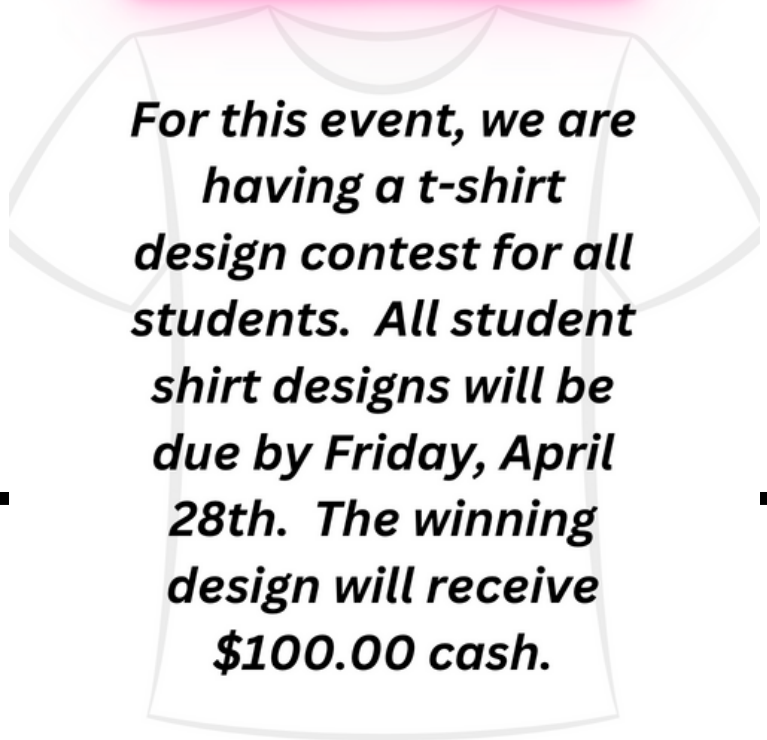 For this event, we are
having a t-shirt
design contest for all
students.  All student
shirt designs will be
due by Friday, April
28th.  The winning
design will receive
$100.00 cash.